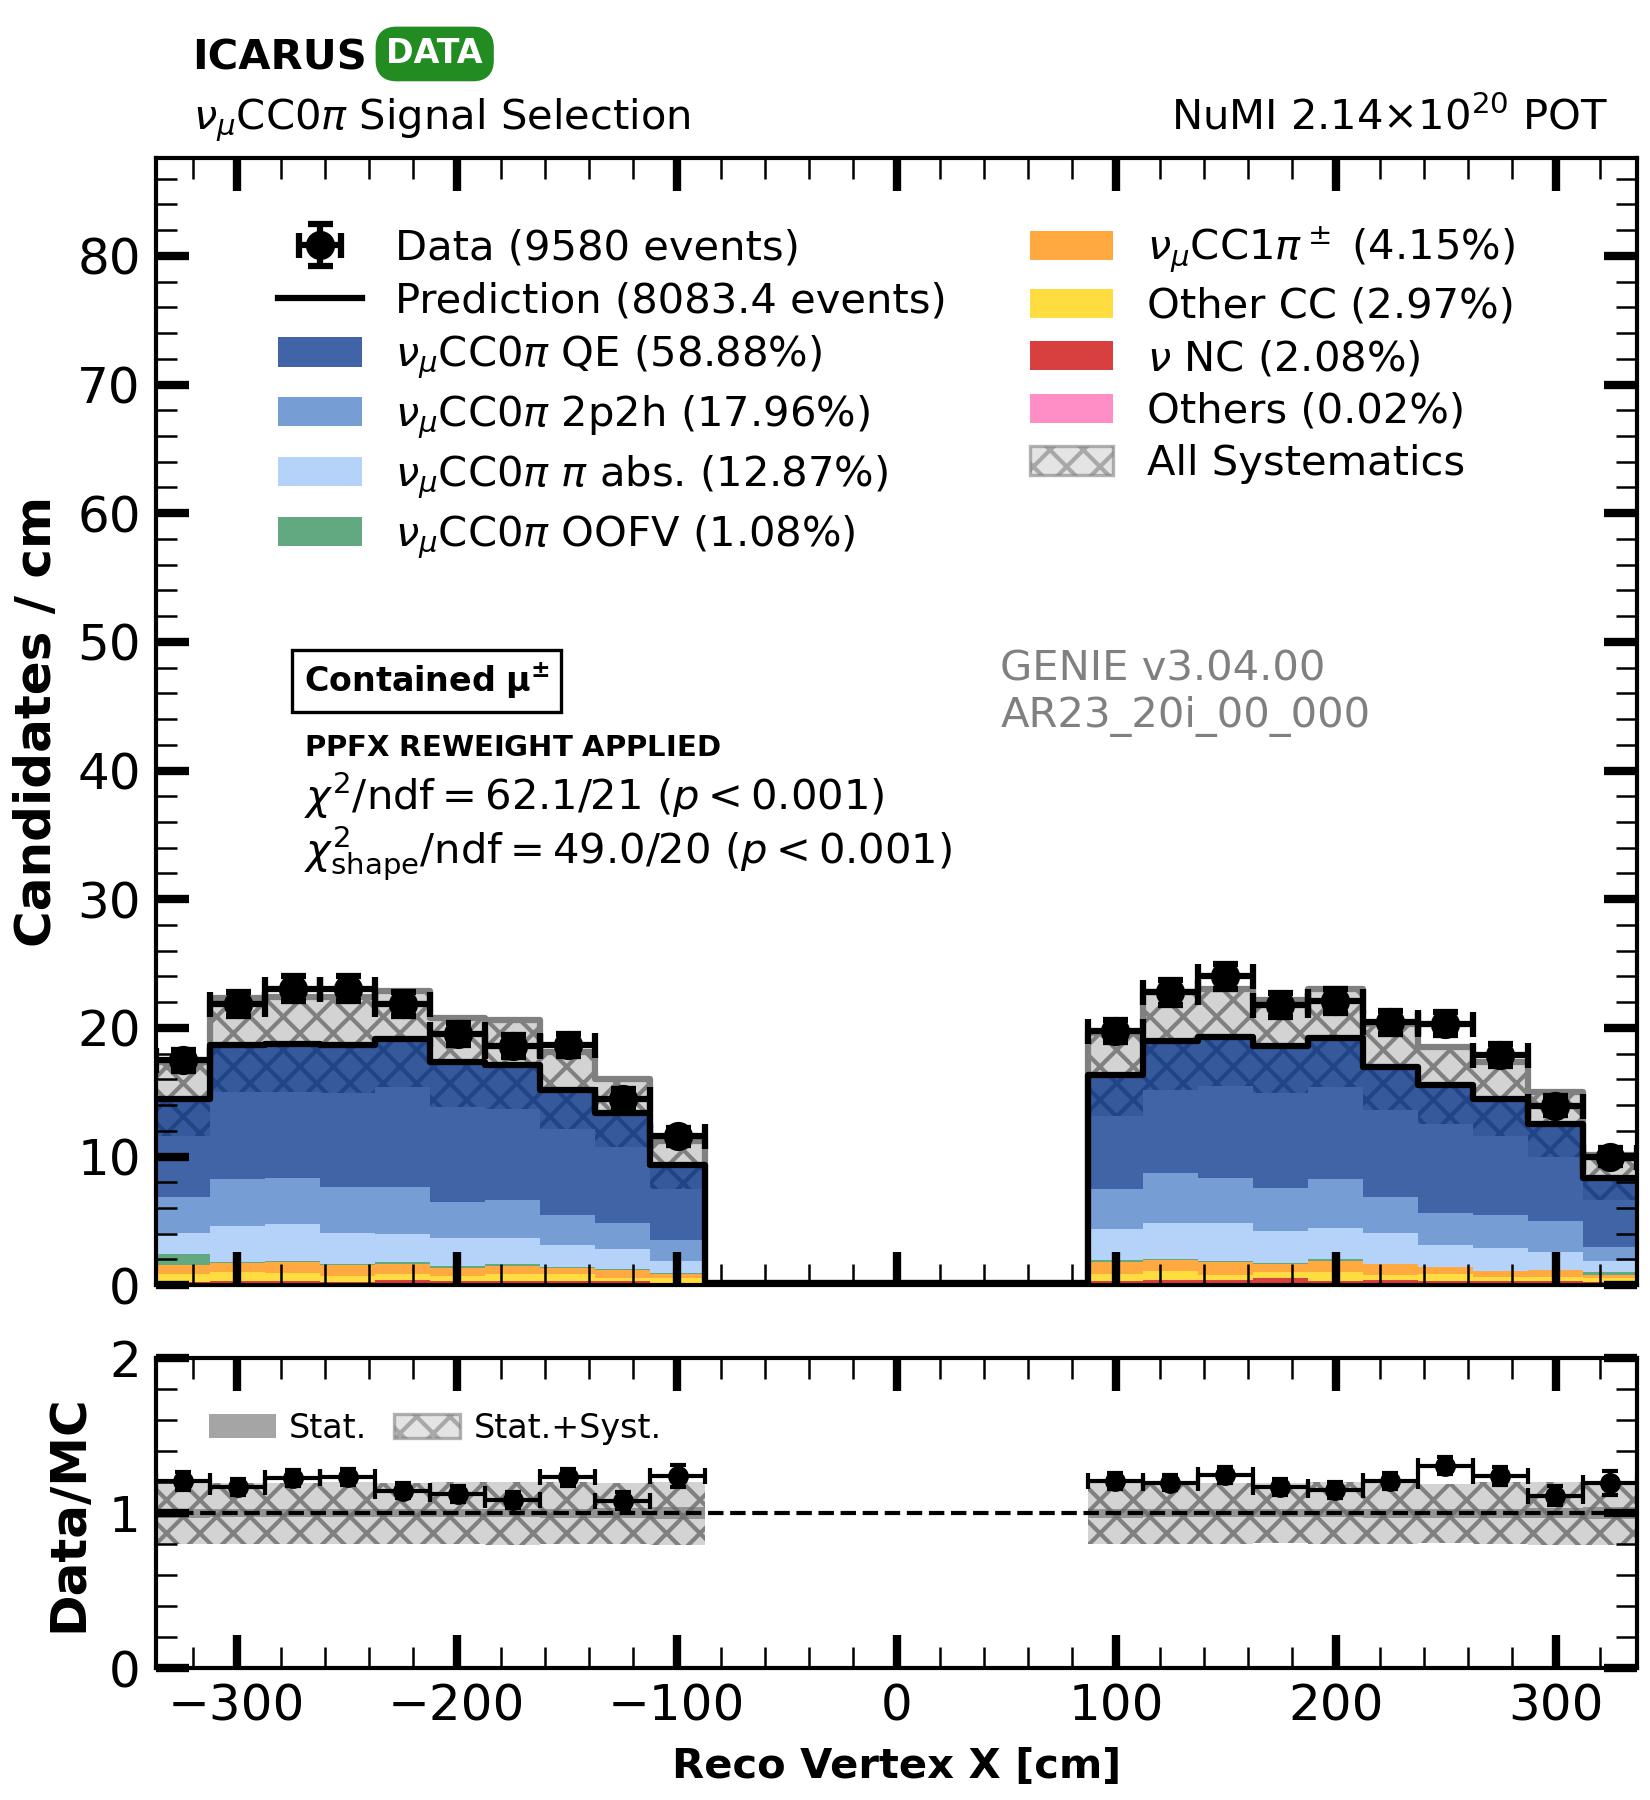 ICARUS DATA
νμCC0π Signal Selection
NuMI 2.14×10²⁰ POT
Data (9580 events)
Prediction (8083.4 events)
νμCC0π QE (58.88%)
νμCC0π 2p2h (17.96%)
νμCC0π π abs. (12.87%)
νμCC0π OOFV (1.08%)
νμCC1π± (4.15%)
Other CC (2.97%)
ν NC (2.08%)
Others (0.02%)
All Systematics
Contained μ±
PPFX REWEIGHT APPLIED
χ²/ndf = 62.1/21 (p < 0.001)
χ²shape/ndf = 49.0/20 (p < 0.001)
GENIE v3.04.00
AR23_20i_00_000
Candidates / cm
80
70
60
50
40
30
20
10
0
Data/MC
2
1
0
Stat.
Stat.+Syst.
−300 −200 −100 0 100 200 300
Reco Vertex X [cm]